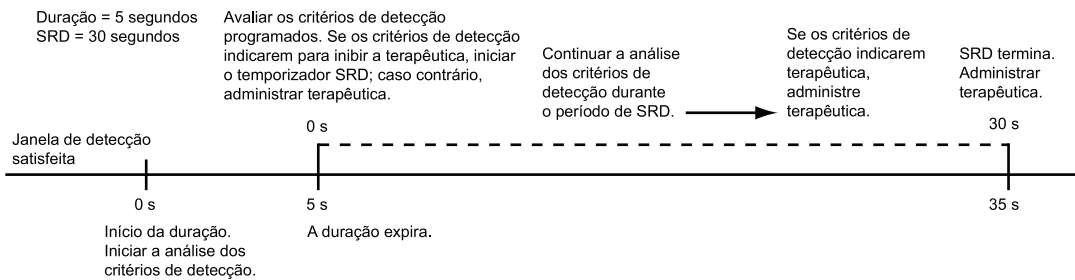 Duração = 5 segundos
SRD = 30 segundos
Avaliar os critérios de detecção
programados. Se os critérios de detecção
indicarem para inibir a terapêutica, iniciar
o temporizador SRD; caso contrário,
administrar terapêutica.
Continuar a análise
dos critérios de
detecção durante
o período de SRD.
Se os critérios de
detecção indicarem
terapêutica,
administre
terapêutica.
SRD termina.
Administrar
terapêutica.
0 s
30 s
Janela de detecção
satisfeita
0 s
5 s
35 s
Início da duração.
Iniciar a análise dos
critérios de detecção.
A duração expira.